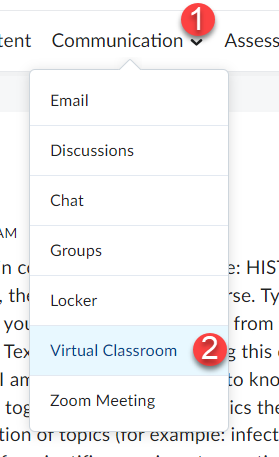 1
tent Communication Assess
Email
Discussions
Chat
AM
Groups
n co e: HIST
Locker
, the rse. Ty
you from
Virtual Classroom 2
Tex g this
I am to know
Zoom Meeting
tog ics the
tion of topics (for example: infect